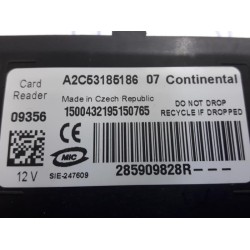 Card Reader
A2C53185186 07 Continental
09356
Made in Czech Republic
1500432195150765
DO NOT DROP
RECYCLE IF DROPPED
MIC
12 V
SIE-247609
285909828R---